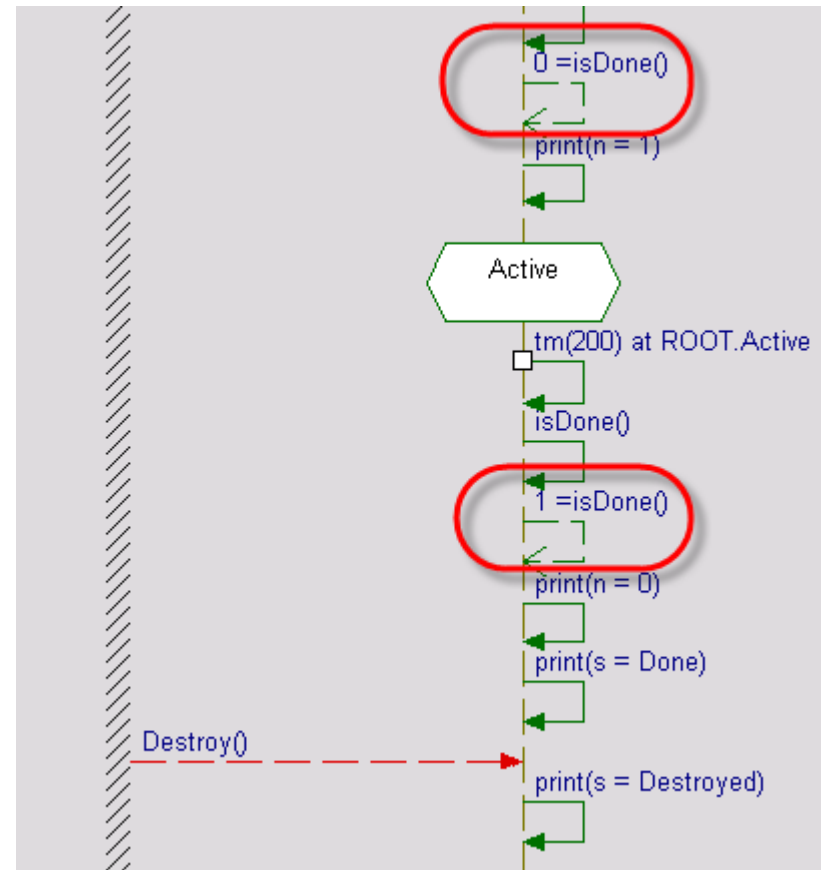 0 =isDone()
print(n = 1)
Active
tm(200) at ROOT.Active
isDone()
1 =isDone()
print(n = 0)
print(s = Done)
Destroy()
print(s = Destroyed)